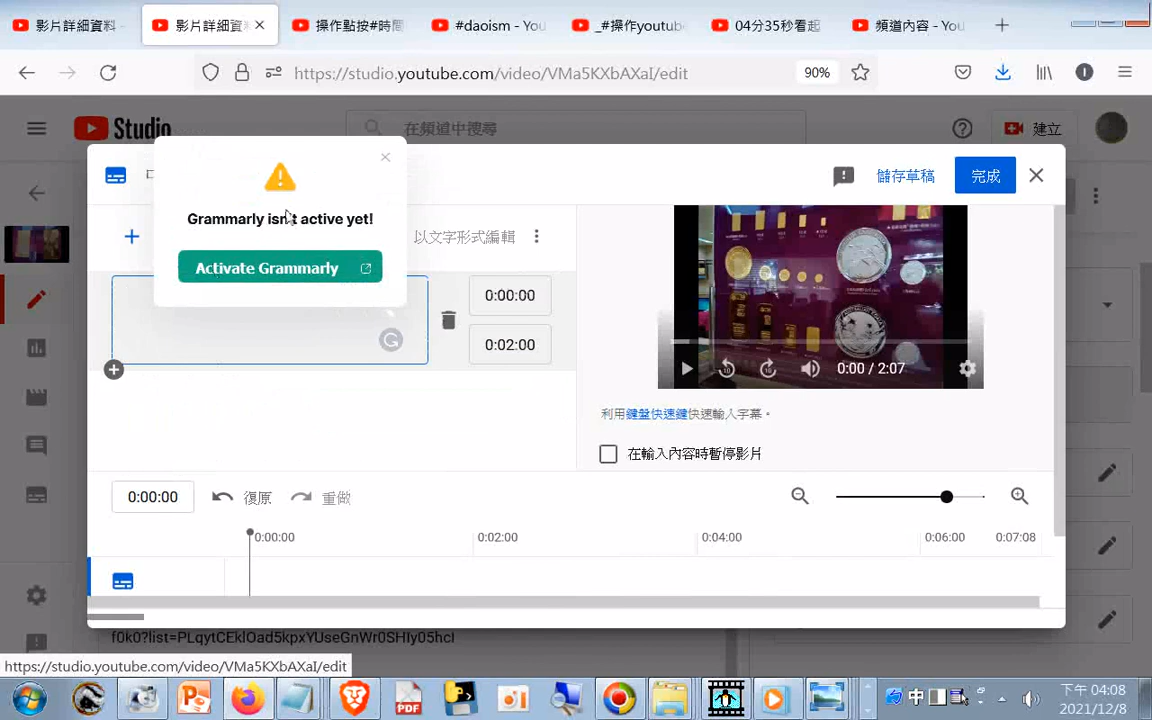 影片詳細資料 -
影片詳細資料
操作點按#時間
#daoism - You
_#操作youtub
04分35秒看起
頻道內容 - You
https://studio.youtube.com/video/VMa5KXbAXaI/edit
90%
Studio
在頻道中搜尋
建立
Grammarly isn't active yet!
Activate Grammarly
儲存草稿
完成
以文字形式編輯
0:00:00
0:02:00
0:00 / 2:07
利用鍵盤快速鍵快速輸入字幕。
在輸入內容時暫停影片
0:00:00
復原
重做
0:00:00
0:02:00
0:04:00
0:06:00
0:07:08
f0k0?list=PLqytCEklOad5kpxYUseGnWr0SHIy05hcI
https://studio.youtube.com/video/VMa5KXbAXaI/edit
PDF
中
下午 04:08
2021/12/8